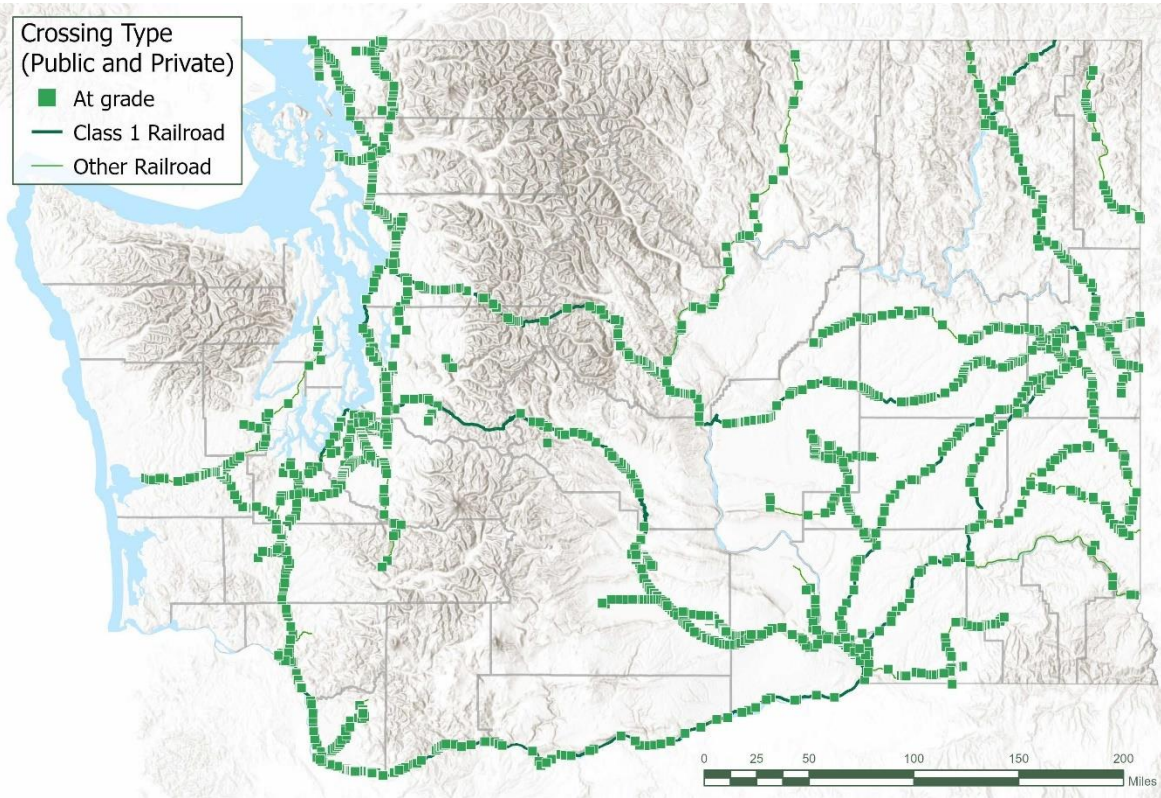 Crossing Type
(Public and Private)
At grade
Class 1 Railroad
Other Railroad
0 25 50 100 150 200
Miles